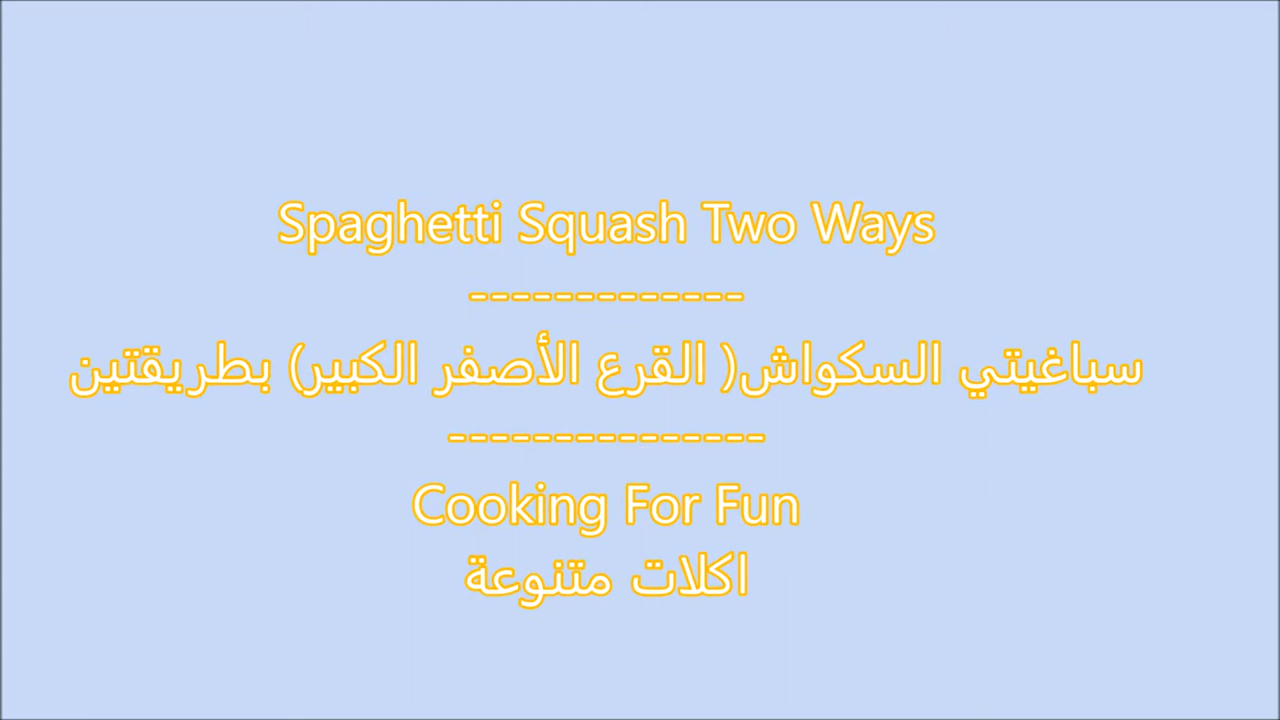 Spaghetti Squash Two Ways
-------------
سباغيتي السكواش( القرع الأصفر الكبير) بطريقتين
---------------
Cooking For Fun
اكلات متنوعة